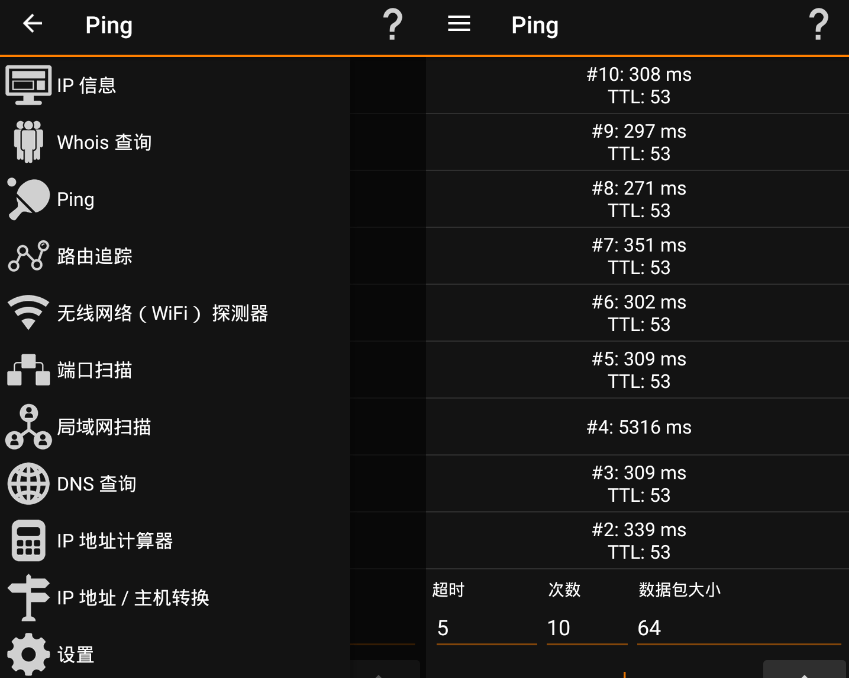 Ping
?
IP 信息
Whois 查询
Ping
路由追踪
无线网络（WiFi）探测器
端口扫描
局域网扫描
DNS 查询
IP 地址计算器
IP 地址 / 主机转换
设置
Ping
?
#10: 308 ms
TTL: 53
#9: 297 ms
TTL: 53
#8: 271 ms
TTL: 53
#7: 351 ms
TTL: 53
#6: 302 ms
TTL: 53
#5: 309 ms
TTL: 53
#4: 5316 ms
#3: 309 ms
TTL: 53
#2: 339 ms
TTL: 53
超时 次数 数据包大小
5 10 64